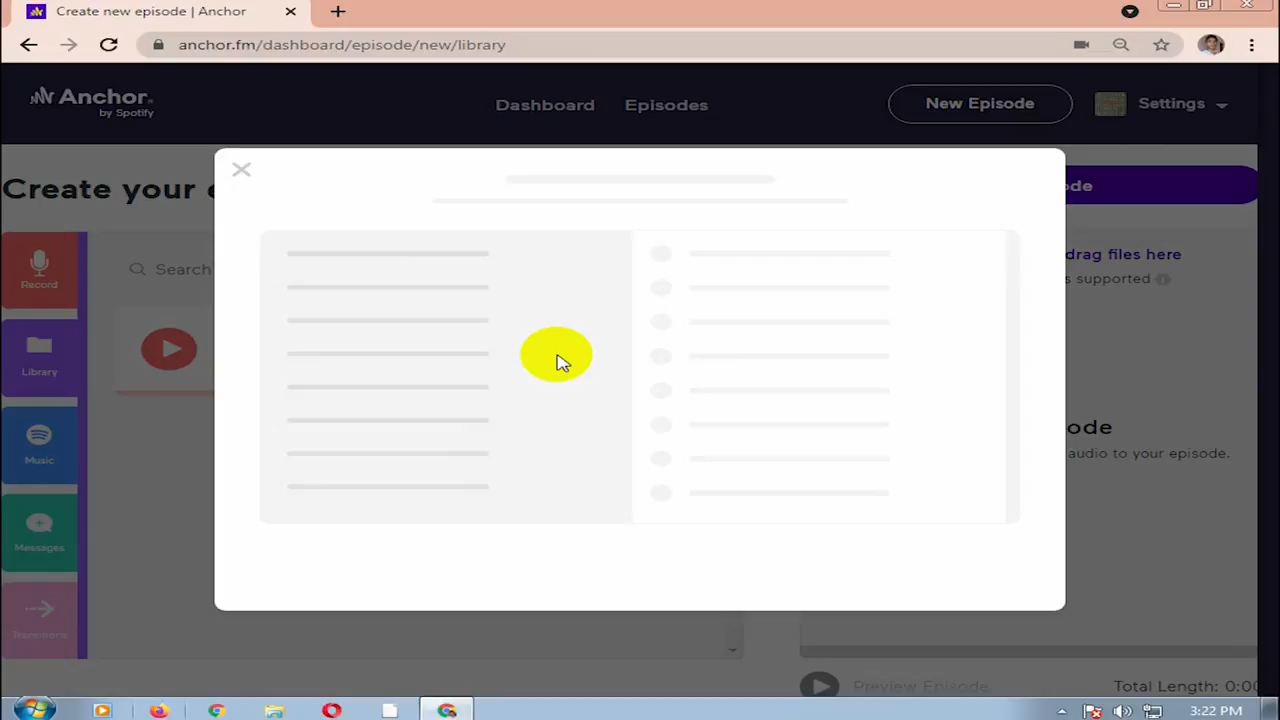 Create new episode | Anchor
anchor.fm/dashboard/episode/new/library
Anchor
by Spotify
Dashboard
Episodes
New Episode
Settings
Create your
ode
Record
Search
drag files here
s supported
Library
Music
ode
audio to your episode.
Messages
Transitions
Preview Episode
Total Length: 0:00
3:22 PM